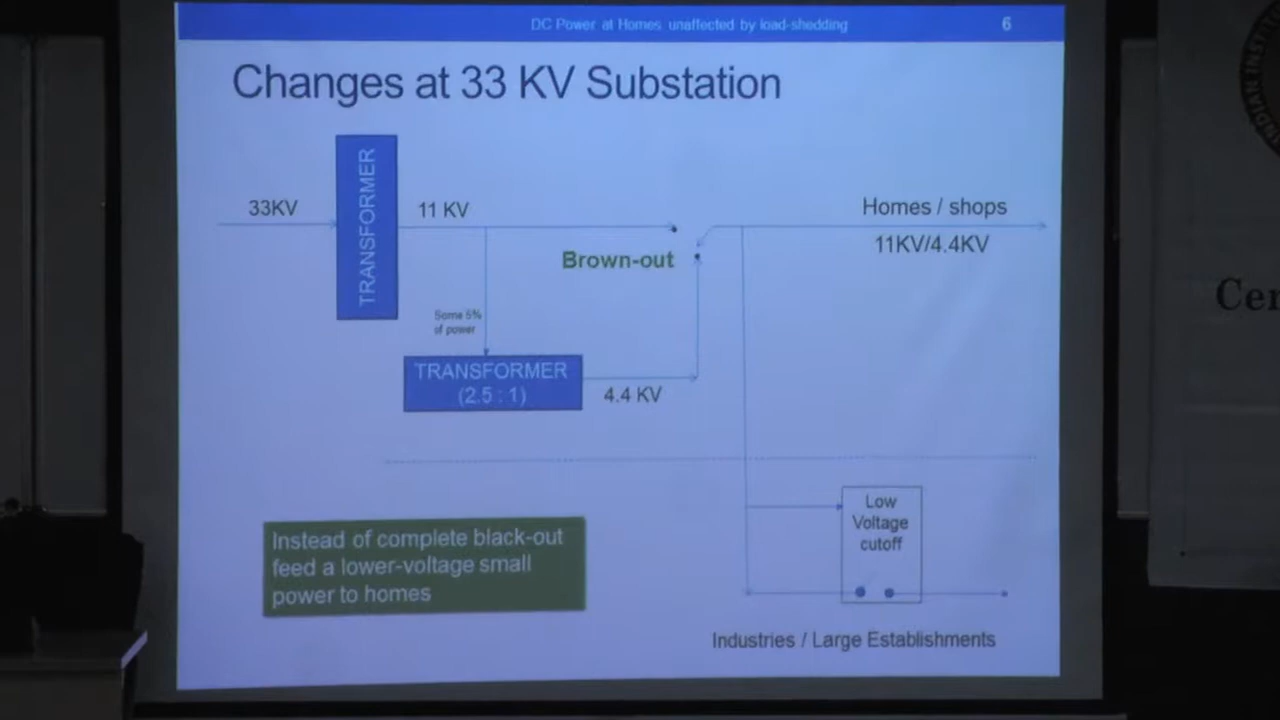 DC Power at Homes unaffected by load-shedding
6
Changes at 33 KV Substation
33KV
TRANSFORMER
11 KV
Homes / shops
11KV/4.4KV
Brown-out
Some 5%
of power
TRANSFORMER
(2.5 : 1)
4.4 KV
Low
Voltage
cutoff
Instead of complete black-out
feed a lower-voltage small
power to homes
Industries / Large Establishments